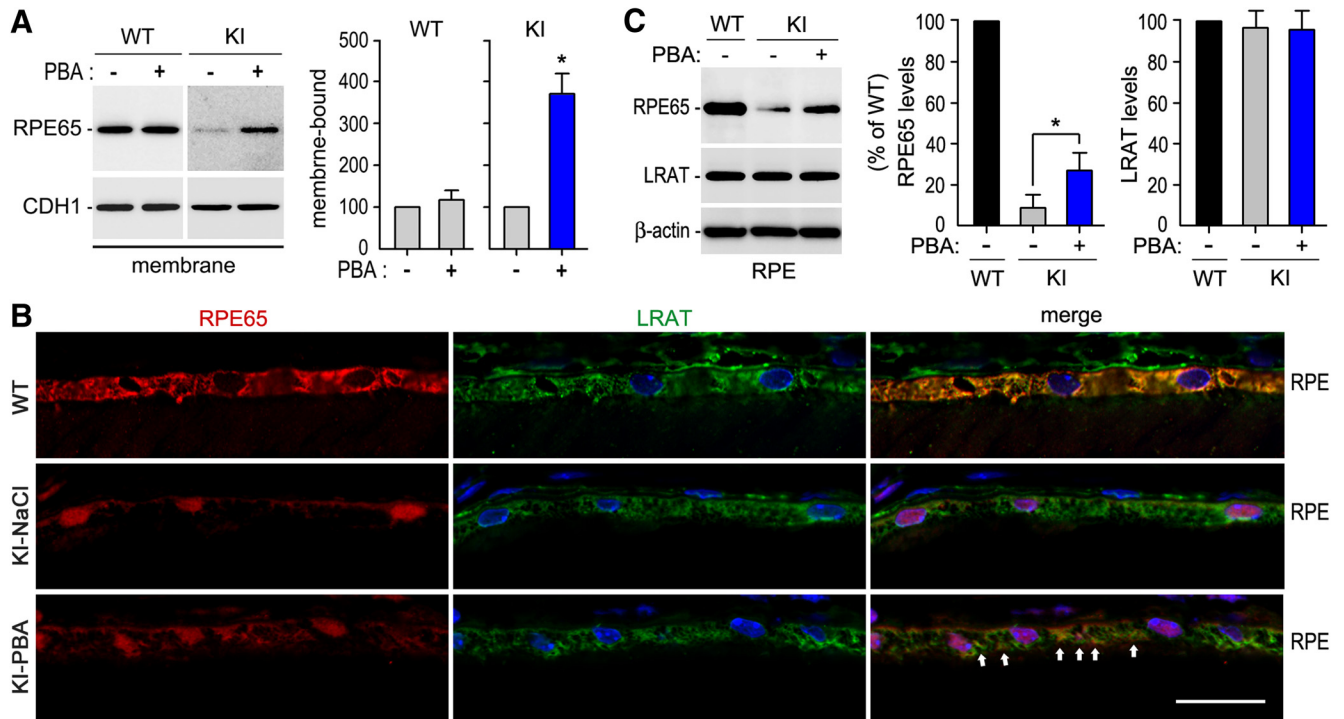 A
WT KI
PBA : - + - +
RPE65 -
CDH1 -
membrane
membrne-bound
500
400
300
200
100
0
WT KI
*
PBA : - + - +
C
WT KI
PBA: - - +
RPE65 -
LRAT -
β-actin -
RPE
(% of WT)
RPE65 levels
100
80
60
40
20
0
*
PBA: - - +
WT KI
LRAT levels
100
80
60
40
20
0
PBA: - - +
WT KI
B
RPE65 LRAT merge
WT
RPE
KI-NaCl
RPE
KI-PBA
RPE